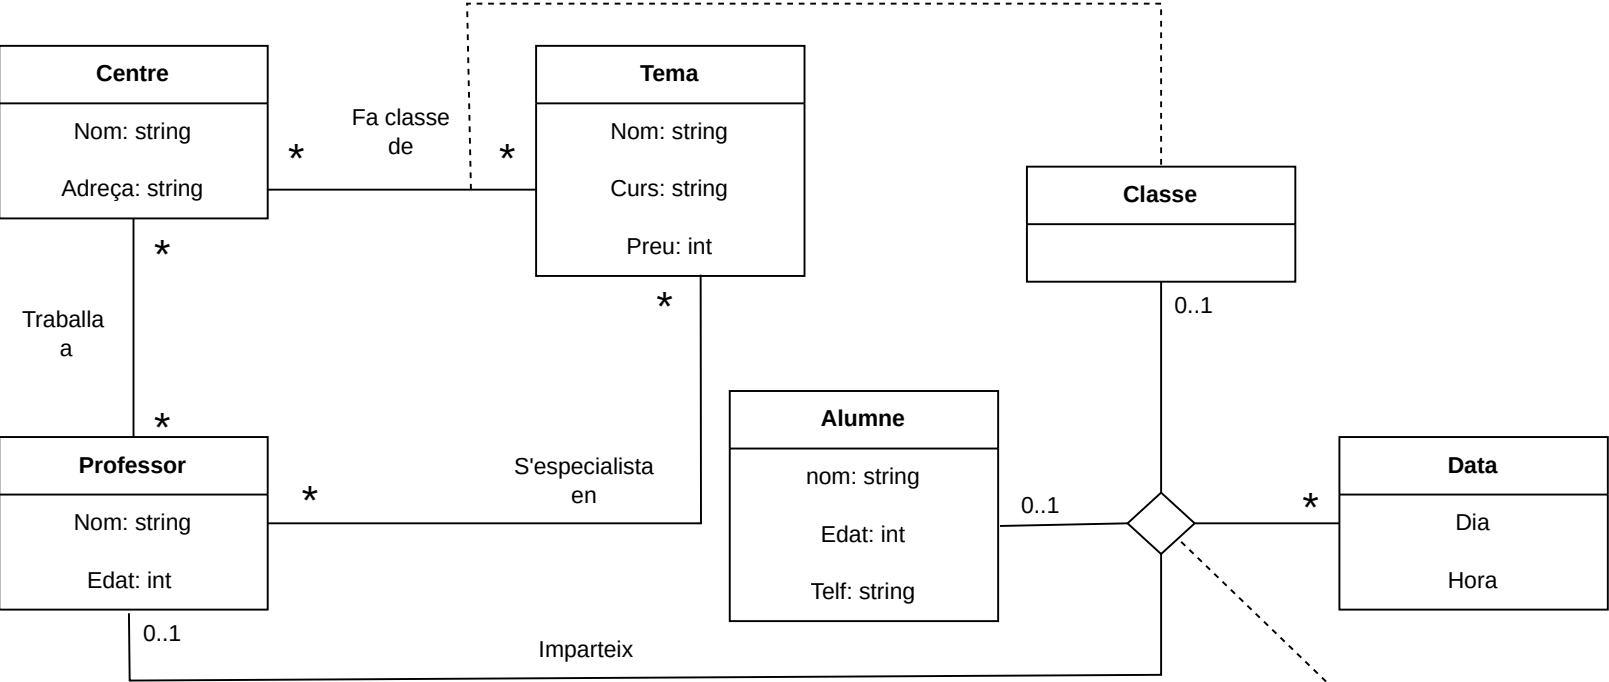 Centre
Nom: string
Adreça: string
Fa classe
de
*
*
Tema
Nom: string
Curs: string
Preu: int
Classe
0..1
*
Traballa
a
*
*
Professor
Nom: string
Edat: int
0..1
*
S'especialista
en
Alumne
nom: string
Edat: int
Telf: string
0..1
*
Data
Dia
Hora
Imparteix